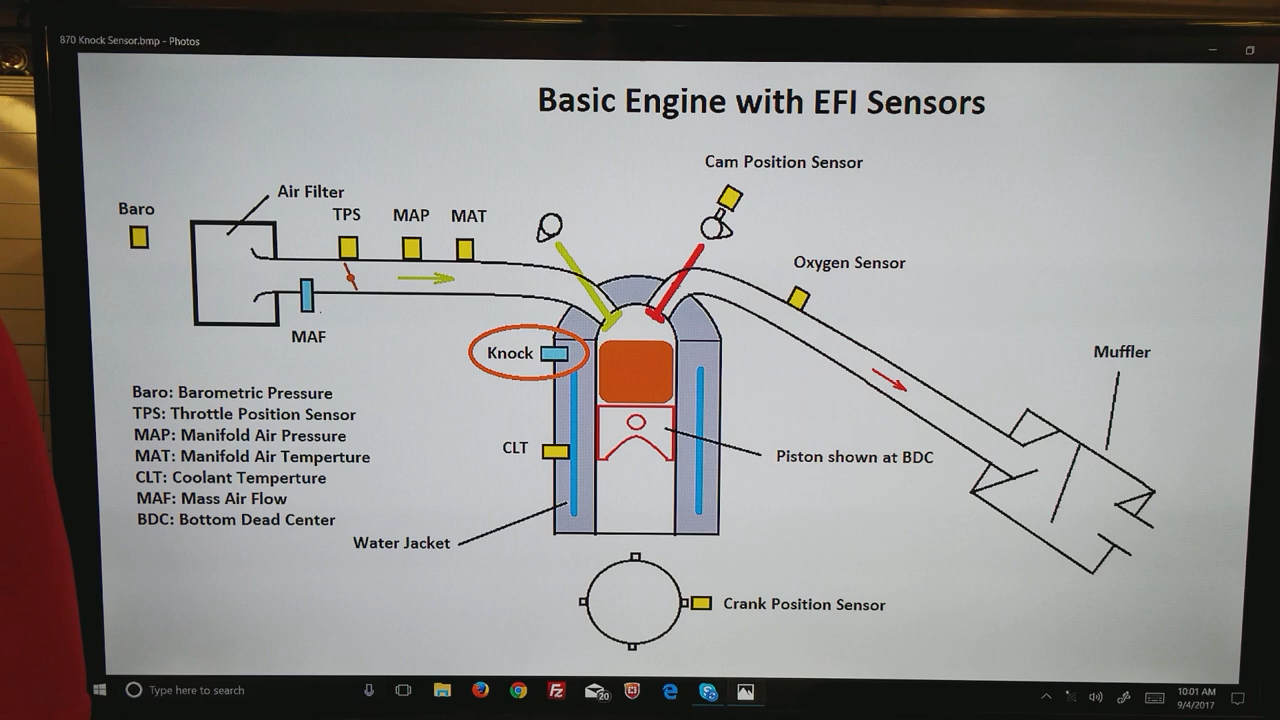 870 Knock Sensor.bmp - Photos
Basic Engine with EFI Sensors
Cam Position Sensor
Air Filter
Baro
TPS
MAP
MAT
Oxygen Sensor
MAF
Knock
Muffler
Baro: Barometric Pressure
TPS: Throttle Position Sensor
MAP: Manifold Air Pressure
MAT: Manifold Air Temperture
CLT: Coolant Temperture
MAF: Mass Air Flow
BDC: Bottom Dead Center
CLT
Piston shown at BDC
Water Jacket
Crank Position Sensor
Type here to search
20
10:01 AM
9/4/2017